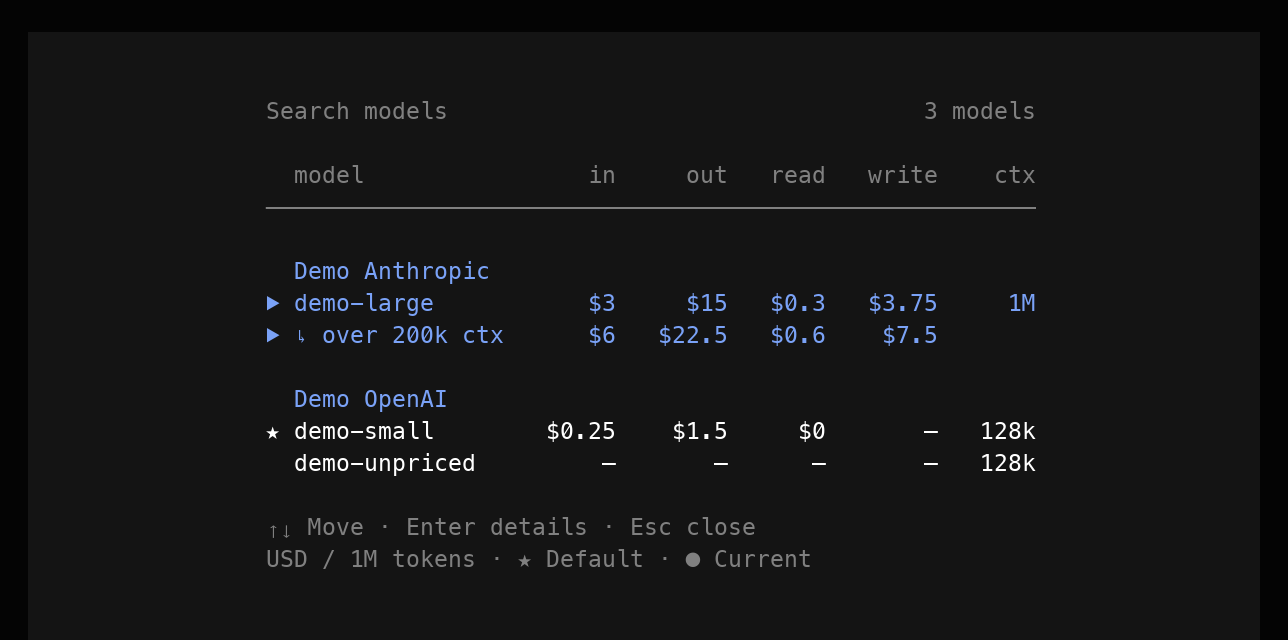 Search models 3 models
model in out read write ctx
Demo Anthropic
▶ demo-large $3 $15 $0.3 $3.75 1M
▶ ↳ over 200k ctx $6 $22.5 $0.6 $7.5
Demo OpenAI
★ demo-small $0.25 $1.5 $0 — 128k
demo-unpriced — — — — 128k
↑↓ Move · Enter details · Esc close
USD / 1M tokens · ★ Default · ● Current